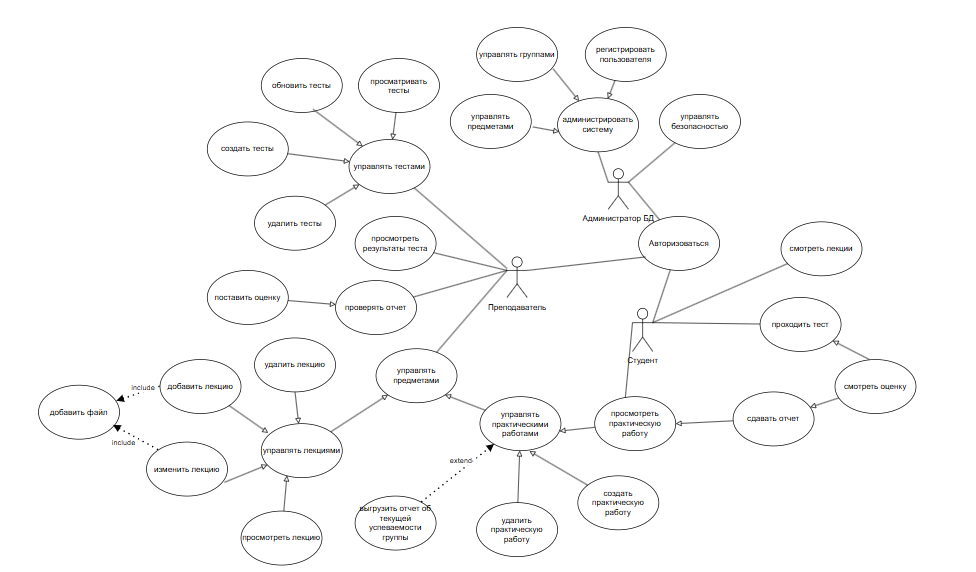 управлять группами
регистрировать
пользователя
обновить тесты
просматривать
тесты
управлять
предметами
администрировать
систему
управлять
безопасностью
создать тесты
управлять тестами
Администратор БД
удалить тесты
просмотреть
результаты теста
Авторизоваться
смотреть лекции
поставить оценку
проверять отчет
Преподаватель
проходить тест
Студент
удалить лекцию
управлять
предметами
добавить лекцию
include
смотреть оценку
добавить файл
управлять
практическими
работами
просмотреть
практическую
работу
сдавать отчет
include
управлять лекциями
изменить лекцию
extend
выгрузить отчет об
текущей
успеваемости
группы
создать
практическую
работу
удалить
практическую
работу
просмотреть лекцию